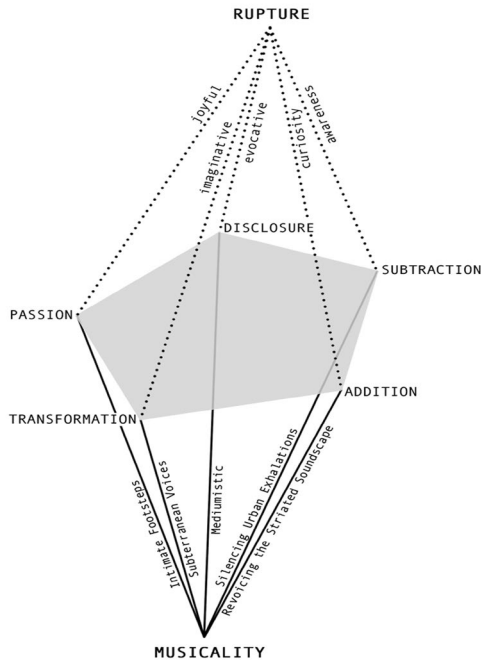 RUPTURE
joyful
imaginative
evocative
curiosity
awareness
DISCLOSURE
SUBTRACTION
PASSION
ADDITION
TRANSFORMATION
Intimate Footsteps
Subterranean Voices
Mediumistic
Silencing Urban Exhalations
Revoicing the Striated Soundscape
MUSICALITY